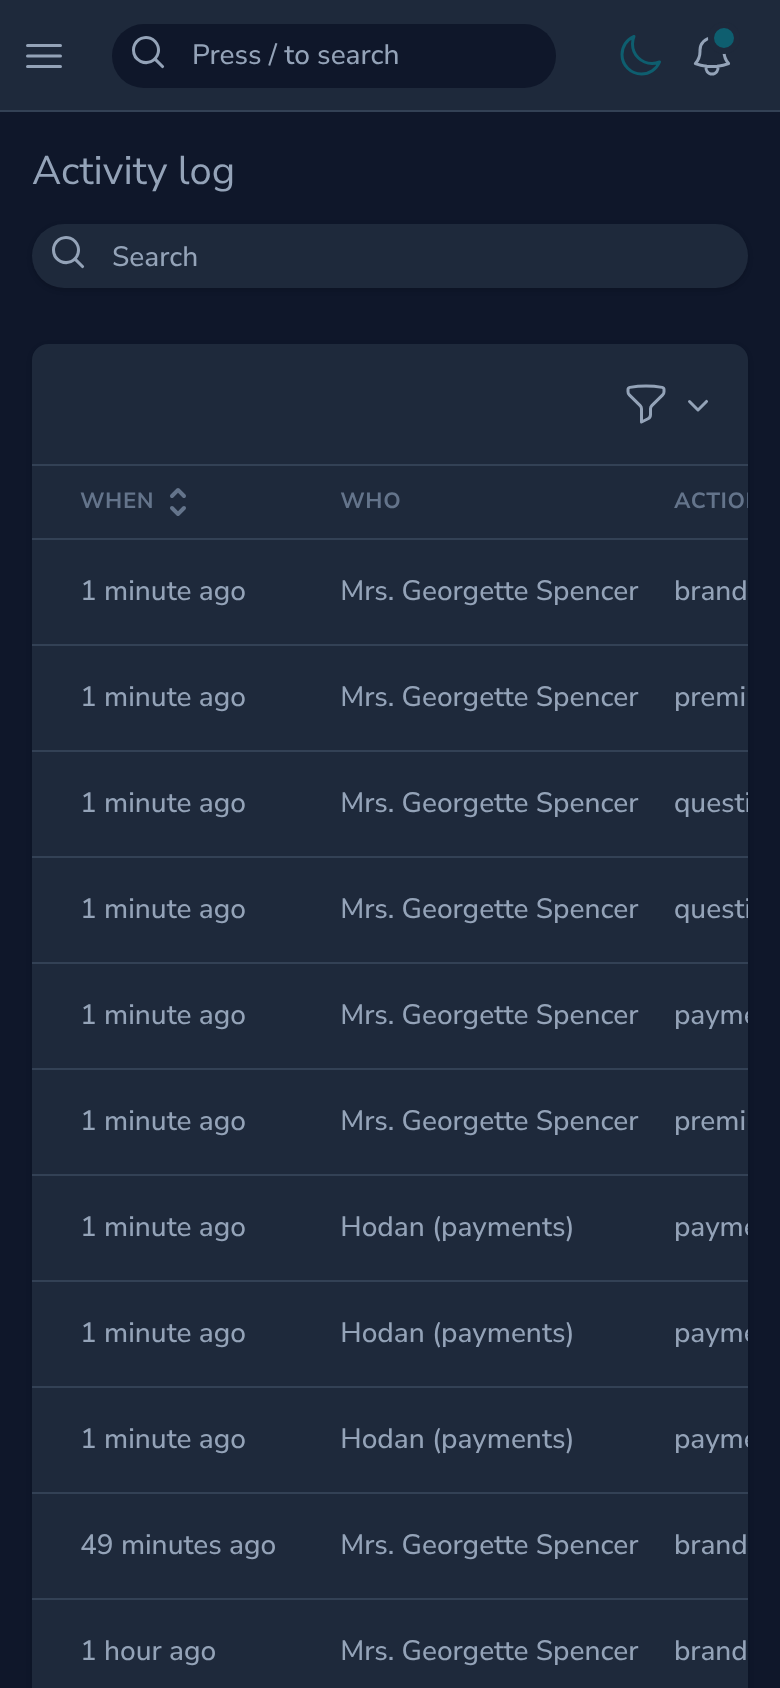 Press / to search
Activity log
Search
WHEN WHO
1 minute ago Mrs. Georgette Spencer brand
1 minute ago Mrs. Georgette Spencer
1 minute ago Mrs. Georgette Spencer
1 minute ago Mrs. Georgette Spencer
1 minute ago Mrs. Georgette Spencer
1 minute ago Mrs. Georgette Spencer
1 minute ago Hodan (payments)
1 minute ago Hodan (payments)
1 minute ago Hodan (payments)
49 minutes ago Mrs. Georgette Spencer brand
1 hour ago Mrs. Georgette Spencer brand